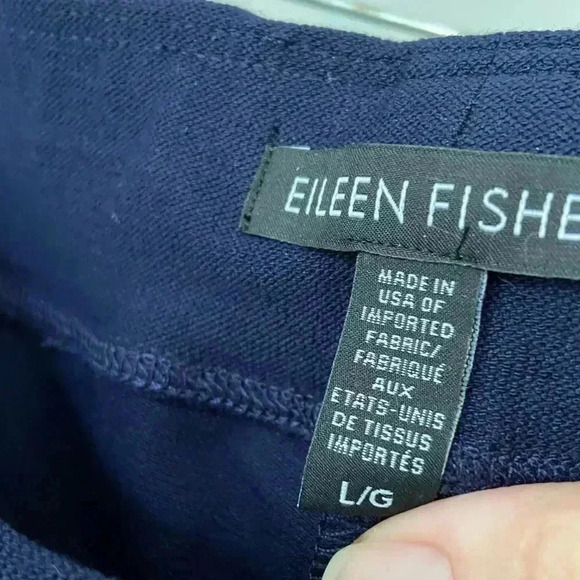 EILEEN FISHE
MADE IN
USA OF
IMPORTED
FABRIC/
FABRIQUÉ
AUX
ETATS-UNIS
DE TISSUS
IMPORTÉS
L/G